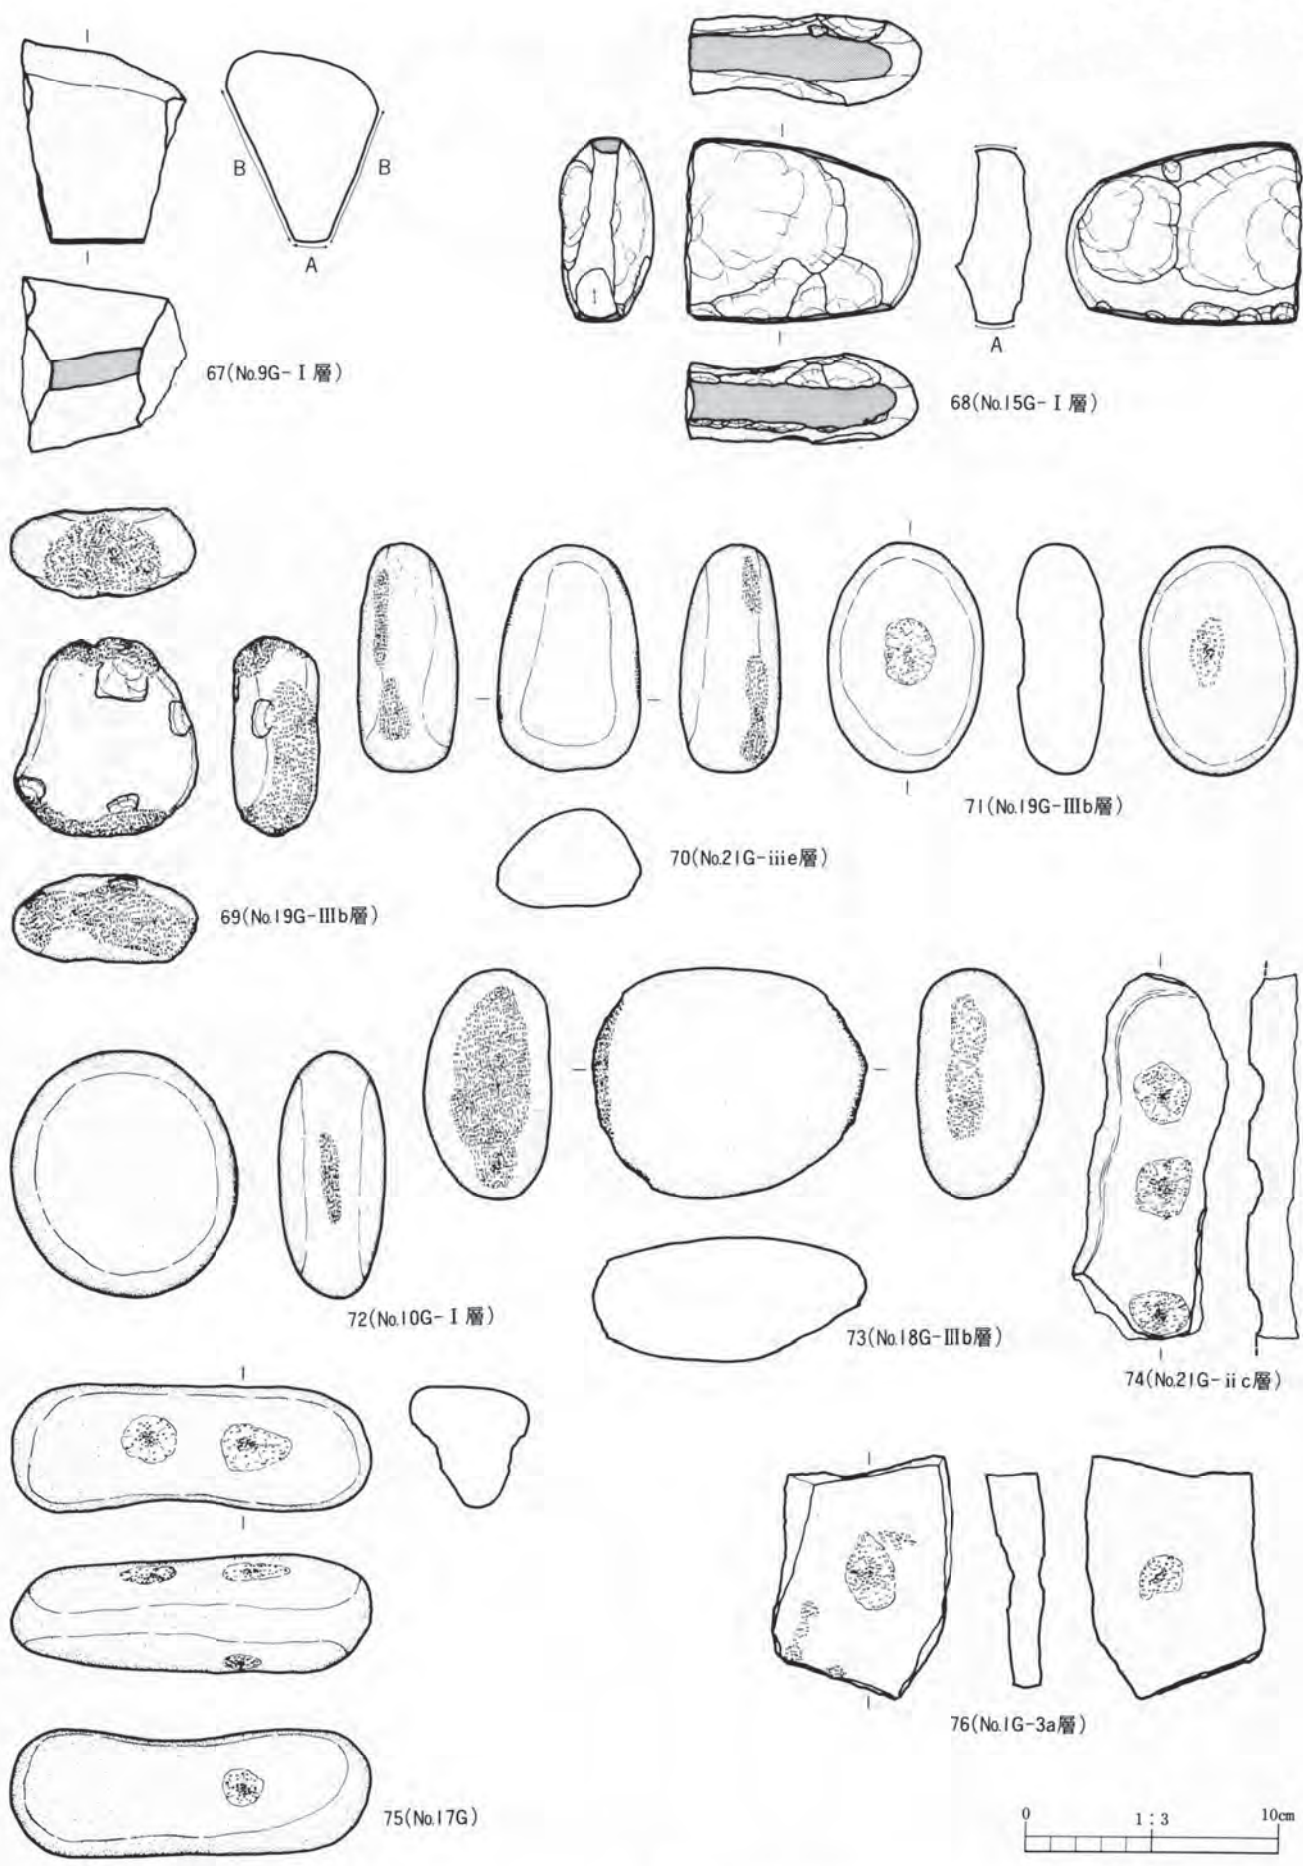 B
B
A
67(No.9G-Ⅰ層)
A
68(No.15G-Ⅰ層)
69(No.19G-Ⅲb層)
70(No.21G-ⅲe層)
71(No.19G-Ⅲb層)
72(No.10G-Ⅰ層)
73(No.18G-Ⅲb層)
74(No.21G-ⅱc層)
75(No.17G)
76(No.1G-3a層)
0 1:3 10cm